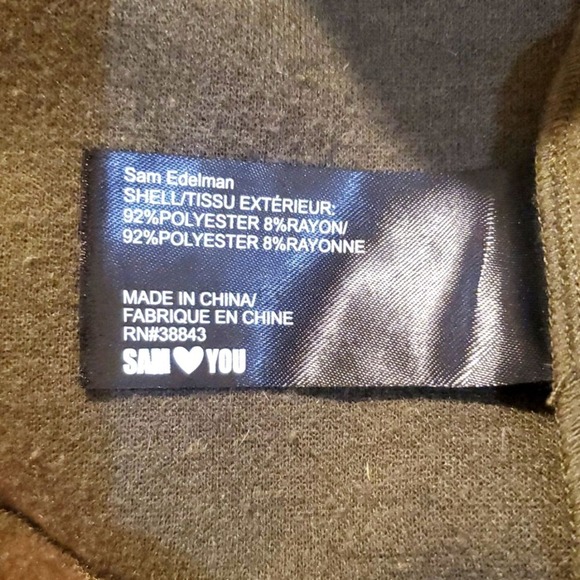 Sam Edelman
SHELL/TISSU EXTÉRIEUR:
92%POLYESTER 8%RAYON/
92%POLYESTER 8%RAYONNE
MADE IN CHINA/
FABRIQUE EN CHINE
RN#38843
SAM ♥ YOU